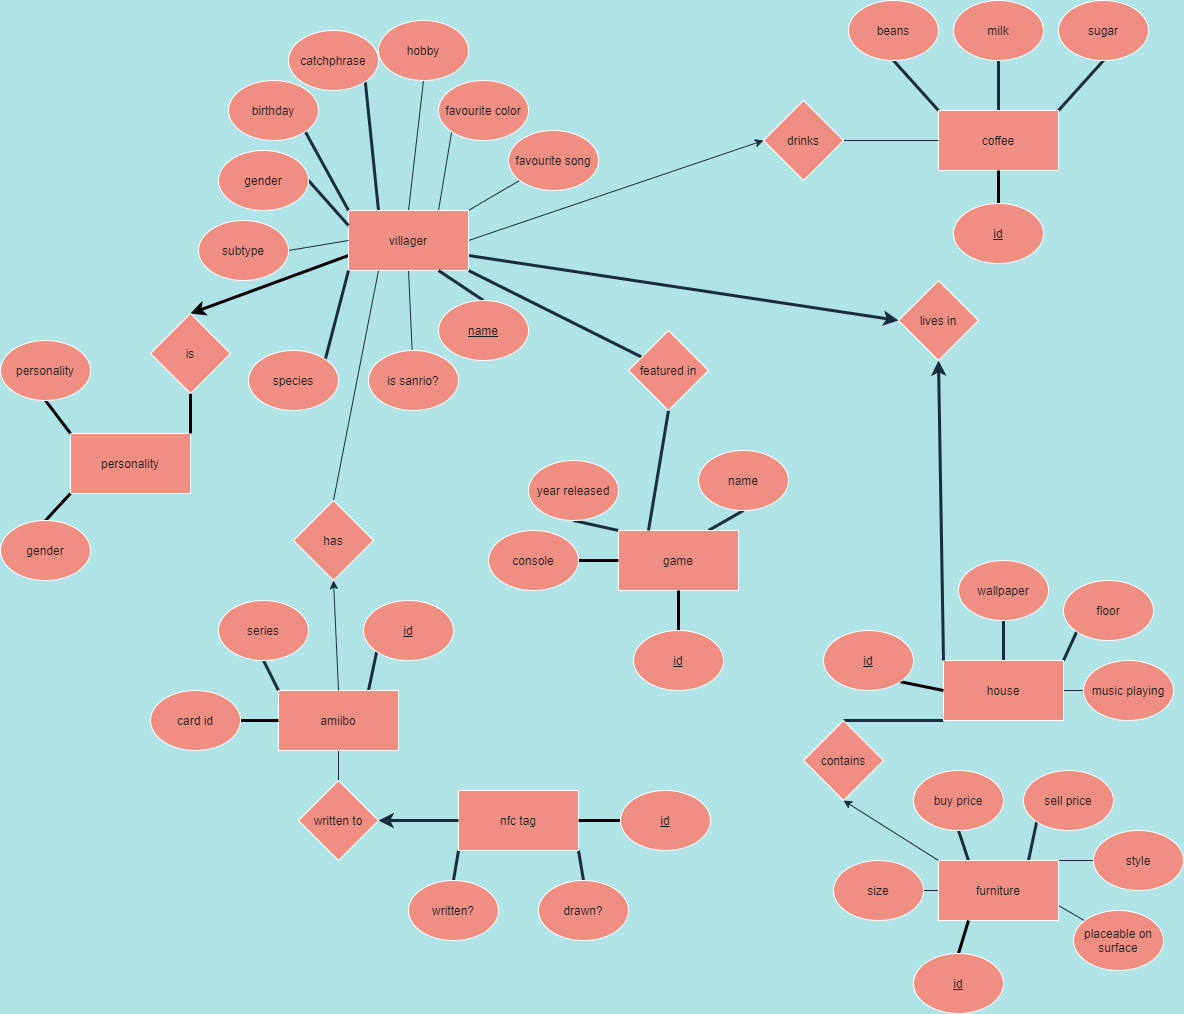 beans
milk
sugar
hobby
catchphrase
birthday
favourite color
drinks
coffee
favourite song
gender
villager
subtype
id
lives in
name
is
personality
species
is sanrio?
featured in
personality
year released
name
gender
has
console
game
wallpaper
floor
series
id
id
id
house
music playing
card id
amiibo
contains
buy price
sell price
written to
nfc tag
id
style
size
furniture
written?
drawn?
placeable on
surface
id